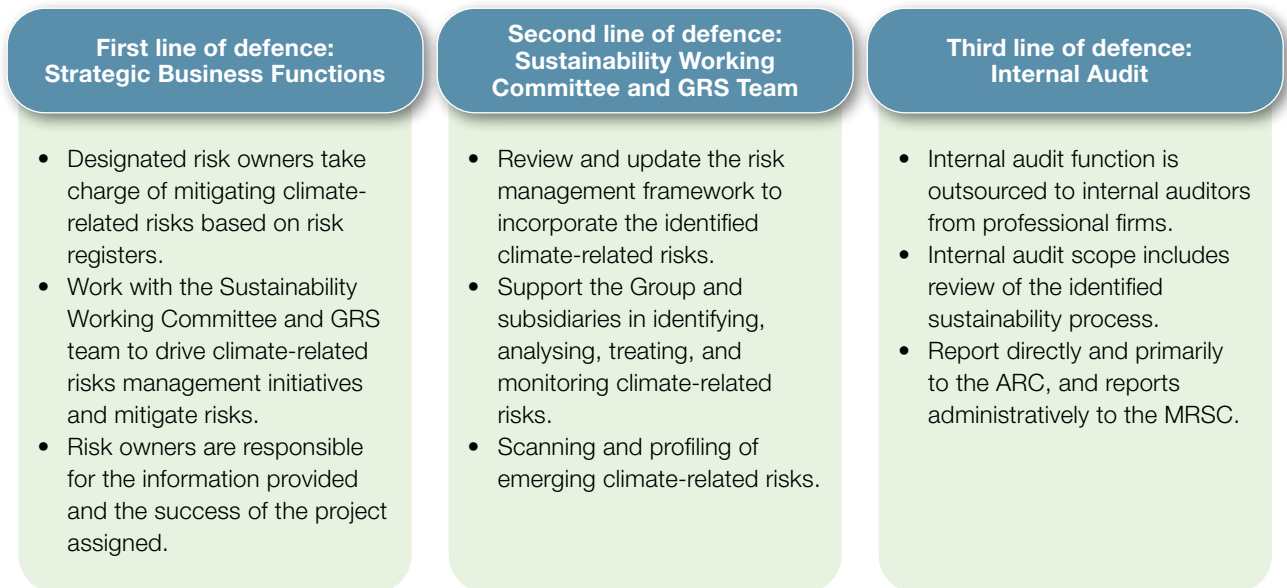 First line of defence:
Strategic Business Functions
• Designated risk owners take
charge of mitigating climate-
related risks based on risk
registers.
• Work with the Sustainability
Working Committee and GRS
team to drive climate-related
risks management initiatives
and mitigate risks.
• Risk owners are responsible
for the information provided
and the success of the project
assigned.
Second line of defence:
Sustainability Working
Committee and GRS Team
• Review and update the risk
management framework to
incorporate the identified
climate-related risks.
• Support the Group and
subsidiaries in identifying,
analysing, treating, and
monitoring climate-related
risks.
• Scanning and profiling of
emerging climate-related risks.
Third line of defence:
Internal Audit
• Internal audit function is
outsourced to internal auditors
from professional firms.
• Internal audit scope includes
review of the identified
sustainability process.
• Report directly and primarily
to the ARC, and reports
administratively to the MRSC.